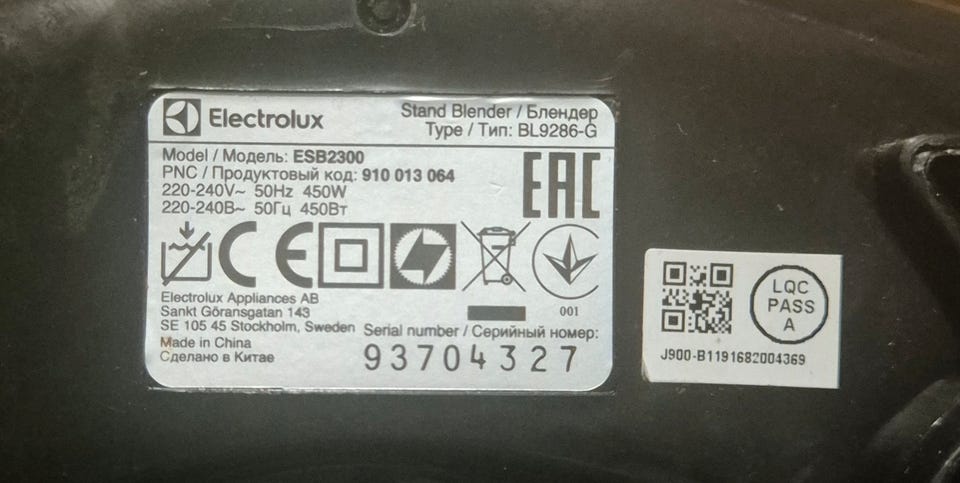 Electrolux
Stand Blender / Блендер
Type / Тип: BL9286-G
Model / Модель: ESB2300
PNC / Продуктовый код: 910 013 064
220-240V~ 50Hz 450W
220-240В~ 50Гц 450Вт
EAC
CE
001
Electrolux Appliances AB
Sankt Göransgatan 143
SE 105 45 Stockholm, Sweden
Made in China
Сделано в Китае
Serial number / Серийный номер:
93704327
LQC
PASS
A
J900-B1191682004369